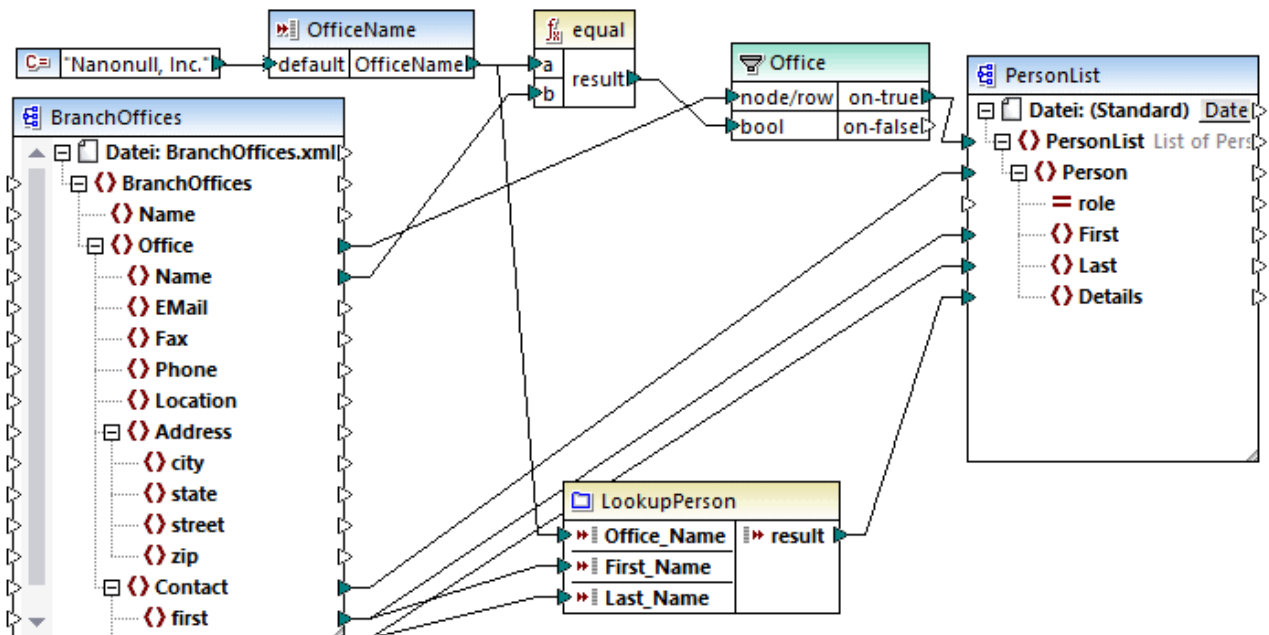 OfficeName
"Nanonull, Inc."
default OfficeName
equal
a
b
result
Office
node/row on-true
bool on-false
BranchOffices
Datei: BranchOffices.xml
BranchOffices
Name
Office
Name
EMail
Fax
Phone
Location
Address
city
state
street
zip
Contact
first
LookupPerson
Office_Name result
First_Name
Last_Name
PersonList
Datei: (Standard) Date
PersonList List of Pers
Person
role
First
Last
Details